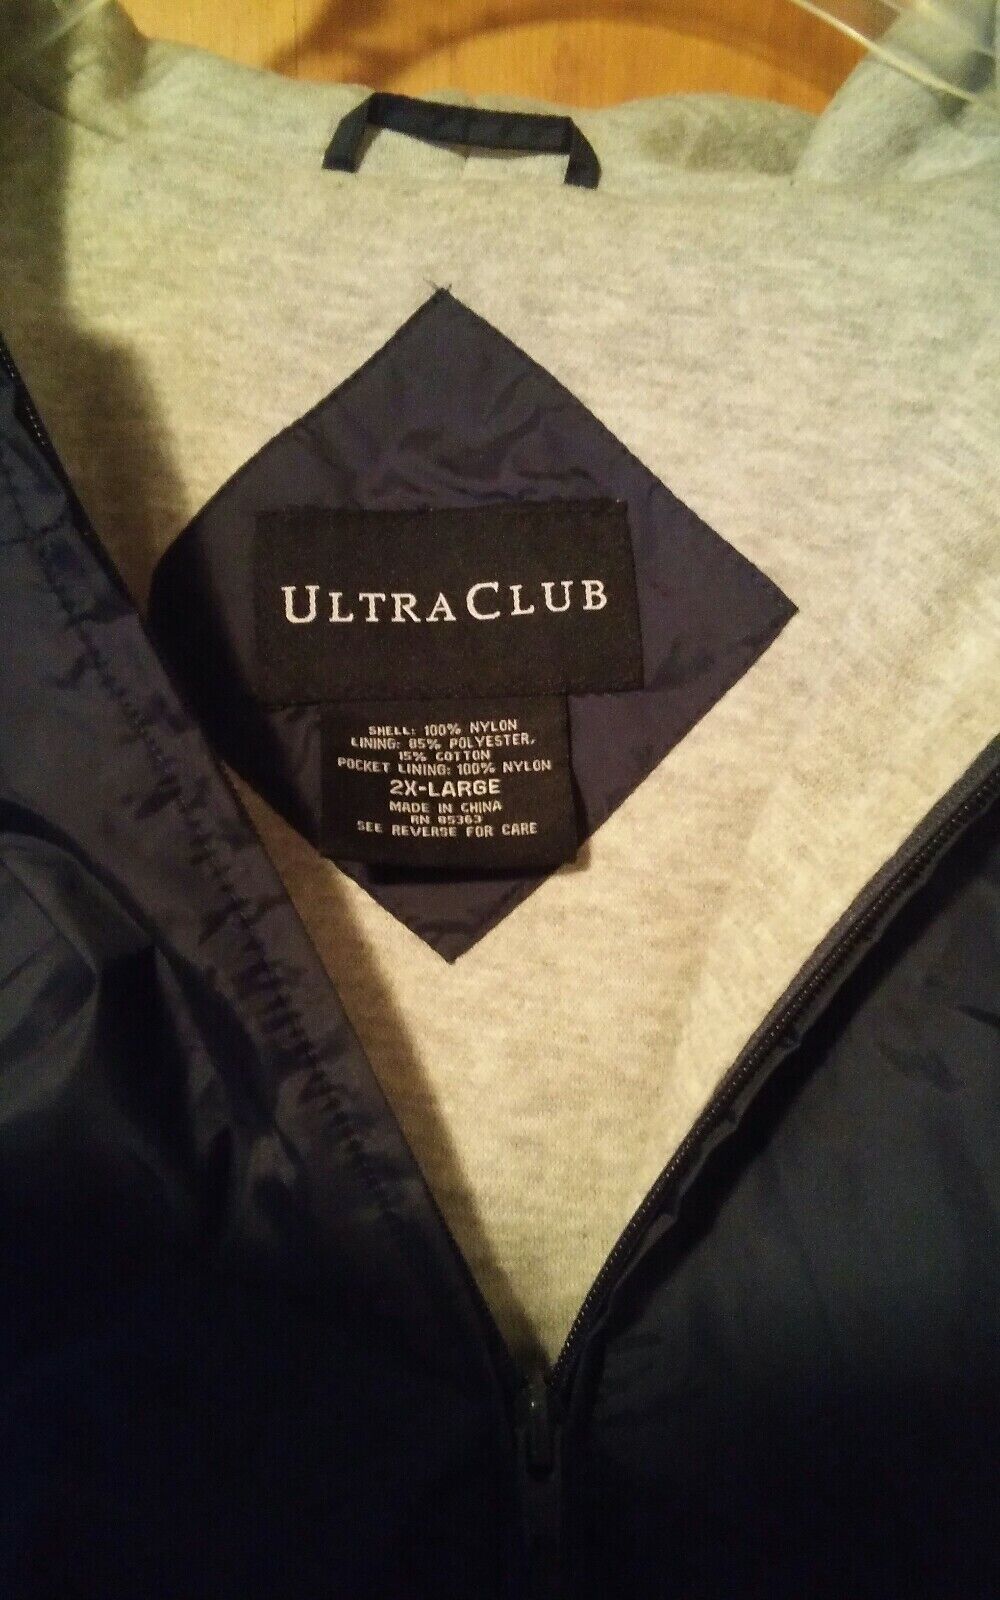 ULTRACLUB
SHELL: 100% NYLON
LINING: 85% POLYESTER,
15% COTTON
POCKET LINING: 100% NYLON
2X-LARGE
MADE IN CHINA
RN 85363
SEE REVERSE FOR CARE